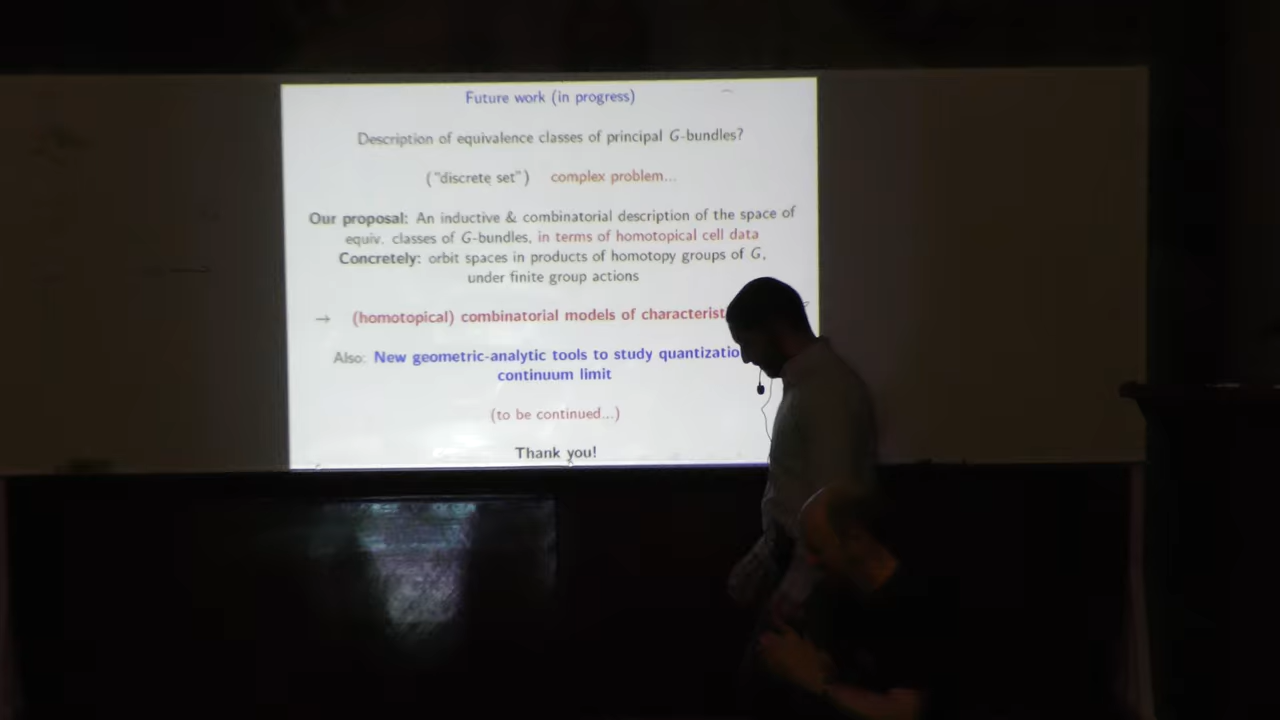 Future work (in progress)
Description of equivalence classes of principal G-bundles?
("discrete set") complex problem...
Our proposal: An inductive & combinatorial description of the space of
equiv. classes of G-bundles, in terms of homotopical cell data
Concretely: orbit spaces in products of homotopy groups of G,
under finite group actions
→ (homotopical) combinatorial models of
Also: New geometric-analytic tools to study
continuum limit
(to be continued...)
Thank you!